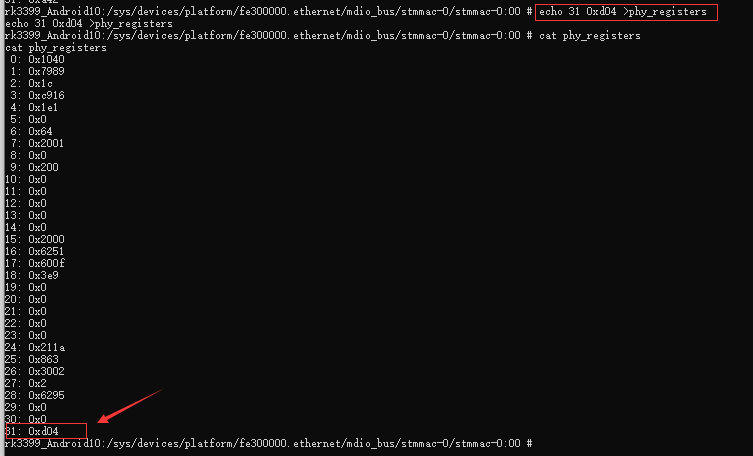 rk3399_Android10:/sys/devices/platform/fe300000.ethernet/mdio_bus/stmmac-0/stmmac-0:00 # echo 31 0xd04 >phy_registers
echo 31 0xd04 >phy_registers
rk3399_Android10:/sys/devices/platform/fe300000.ethernet/mdio_bus/stmmac-0/stmmac-0:00 # cat phy_registers
cat phy_registers
0: 0x1040
1: 0x7989
2: 0x1c
3: 0xc916
4: 0x1e1
5: 0x0
6: 0x64
7: 0x2001
8: 0x0
9: 0x200
10: 0x0
11: 0x0
12: 0x0
13: 0x0
14: 0x0
15: 0x2000
16: 0x6251
17: 0x600f
18: 0x3e9
19: 0x0
20: 0x0
21: 0x0
22: 0x0
23: 0x0
24: 0x211a
25: 0x863
26: 0x3002
27: 0x2
28: 0x6295
29: 0x0
30: 0x0
31: 0xd04
rk3399_Android10:/sys/devices/platform/fe300000.ethernet/mdio_bus/stmmac-0/stmmac-0:00 #